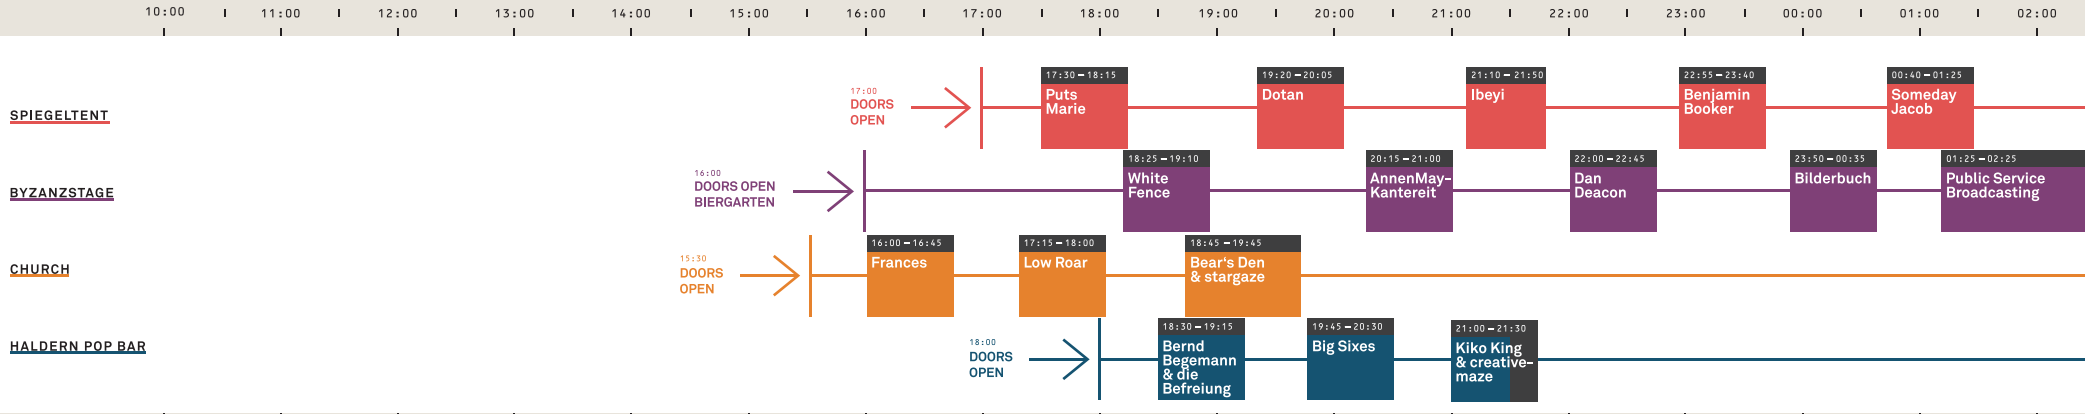 10:00 11:00 12:00 13:00 14:00 15:00 16:00 17:00 18:00 19:00 20:00 21:00 22:00 23:00 00:00 01:00 02:00
SPIEGELTENT
17:00
DOORS
OPEN
17:30 – 18:15
Puts
Marie
19:20 – 20:05
Dotan
21:10 – 21:50
Ibeyi
22:55 – 23:40
Benjamin
Booker
00:40 – 01:25
Someday
Jacob
BYZANZSTAGE
16:00
DOORS OPEN
BIERGARTEN
18:25 – 19:10
White
Fence
20:15 – 21:00
AnnenMay-
Kantereit
22:00 – 22:45
Dan
Deacon
23:50 – 00:35
Bilderbuch
01:25 – 02:25
Public Service
Broadcasting
CHURCH
15:30
DOORS
OPEN
16:00 – 16:45
Frances
17:15 – 18:00
Low Roar
18:45 – 19:45
Bear‘s Den
& stargaze
HALDERN POP BAR
18:00
DOORS
OPEN
18:30 – 19:15
Bernd
Begemann
& die
Befreiung
19:45 – 20:30
Big Sixes
21:00 – 21:30
Kiko King
& creative-
maze